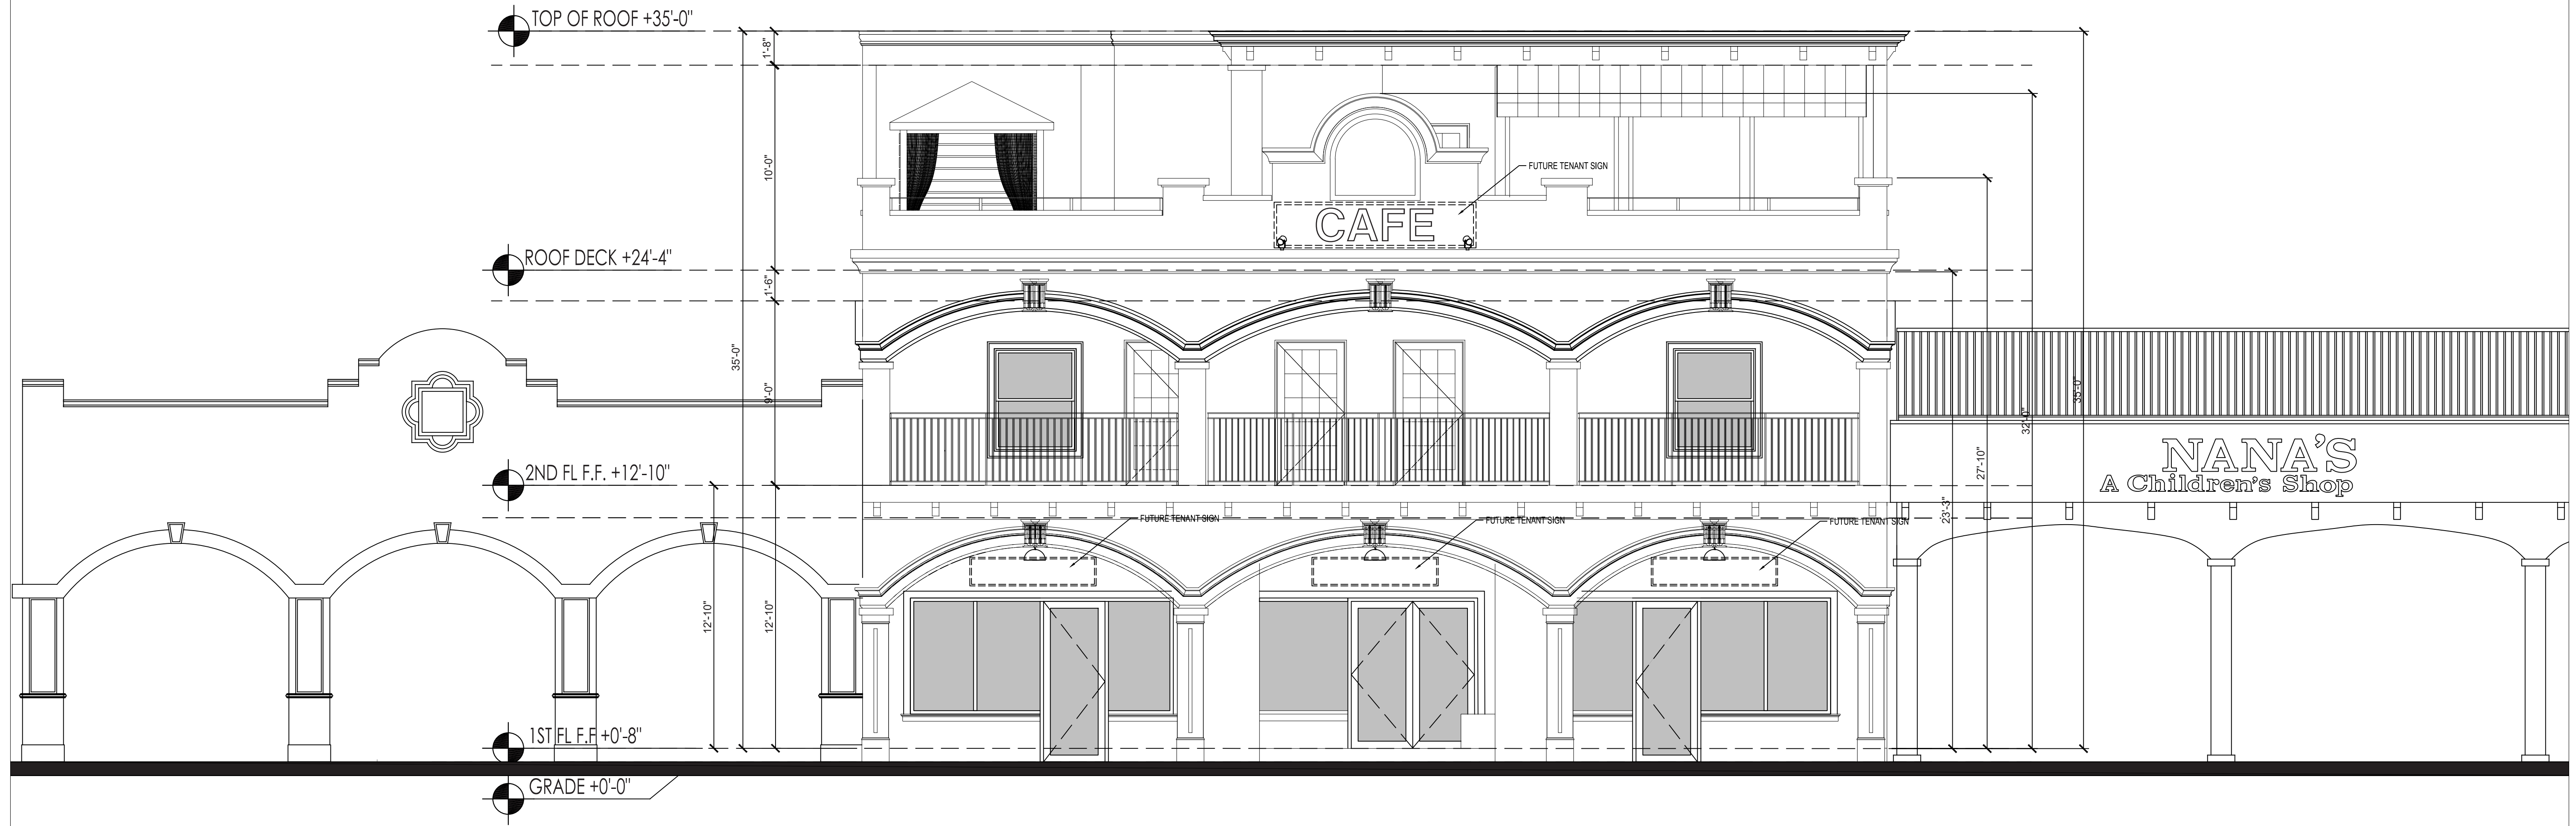 TOP OF ROOF +35'-0"
1'-8"
10'-0"
FUTURE TENANT SIGN
CAFE
ROOF DECK +24'-4"
1'-6"
27'-10"
32'-0"
35'-0"
35'-0"
9'-0"
23'-3"
NANA'S
A Children's Shop
2ND FL F.F. +12'-10"
FUTURE TENANT SIGN
FUTURE TENANT SIGN
FUTURE TENANT SIGN
12'-10"
12'-10"
1ST FL F.F +0'-8"
GRADE +0'-0"